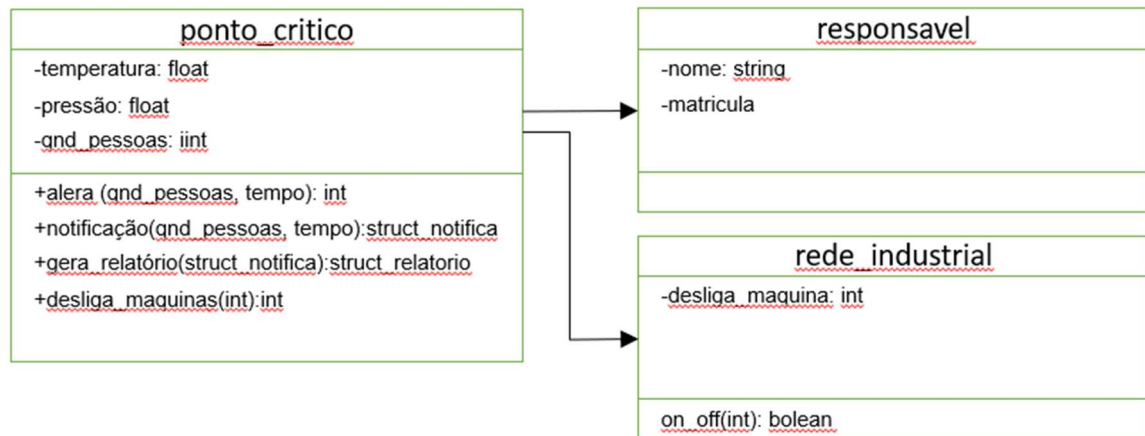 ponto_critico
-temperatura: float
-pressão: float
-qnd_pessoas: iint
+alera (qnd_pessoas, tempo): int
+notificação(qnd_pessoas, tempo):struct_notifica
+gera_relatório(struct_notifica):struct_relatorio
+desliga_maquinas(int):int
responsavel
-nome: string
-matricula
rede_industrial
-desliga_maquina: int
on_off(int): bolean